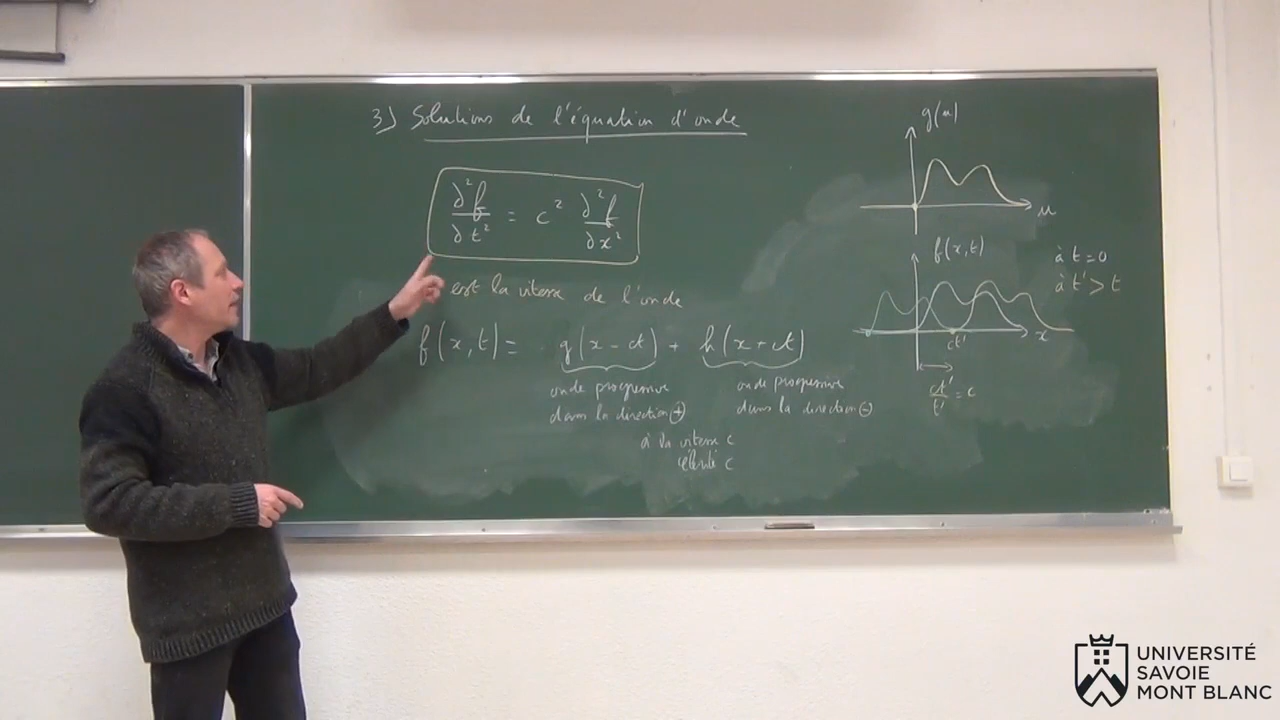 3) Solutions de l'équation d'onde
∂²f/∂t² = c² ∂²f/∂x²
est la vitesse de l'onde
f(x,t) = g(x-ct) + h(x+ct)
onde progressive
dans la direction ⊕
onde progressive
dans la direction ⊖
à la vitesse c
célérité c
g(u)
u
f(x,t)
à t = 0
à t' > t
ct'
x
ct'/t' = c
UNIVERSITÉ
SAVOIE
MONT BLANC